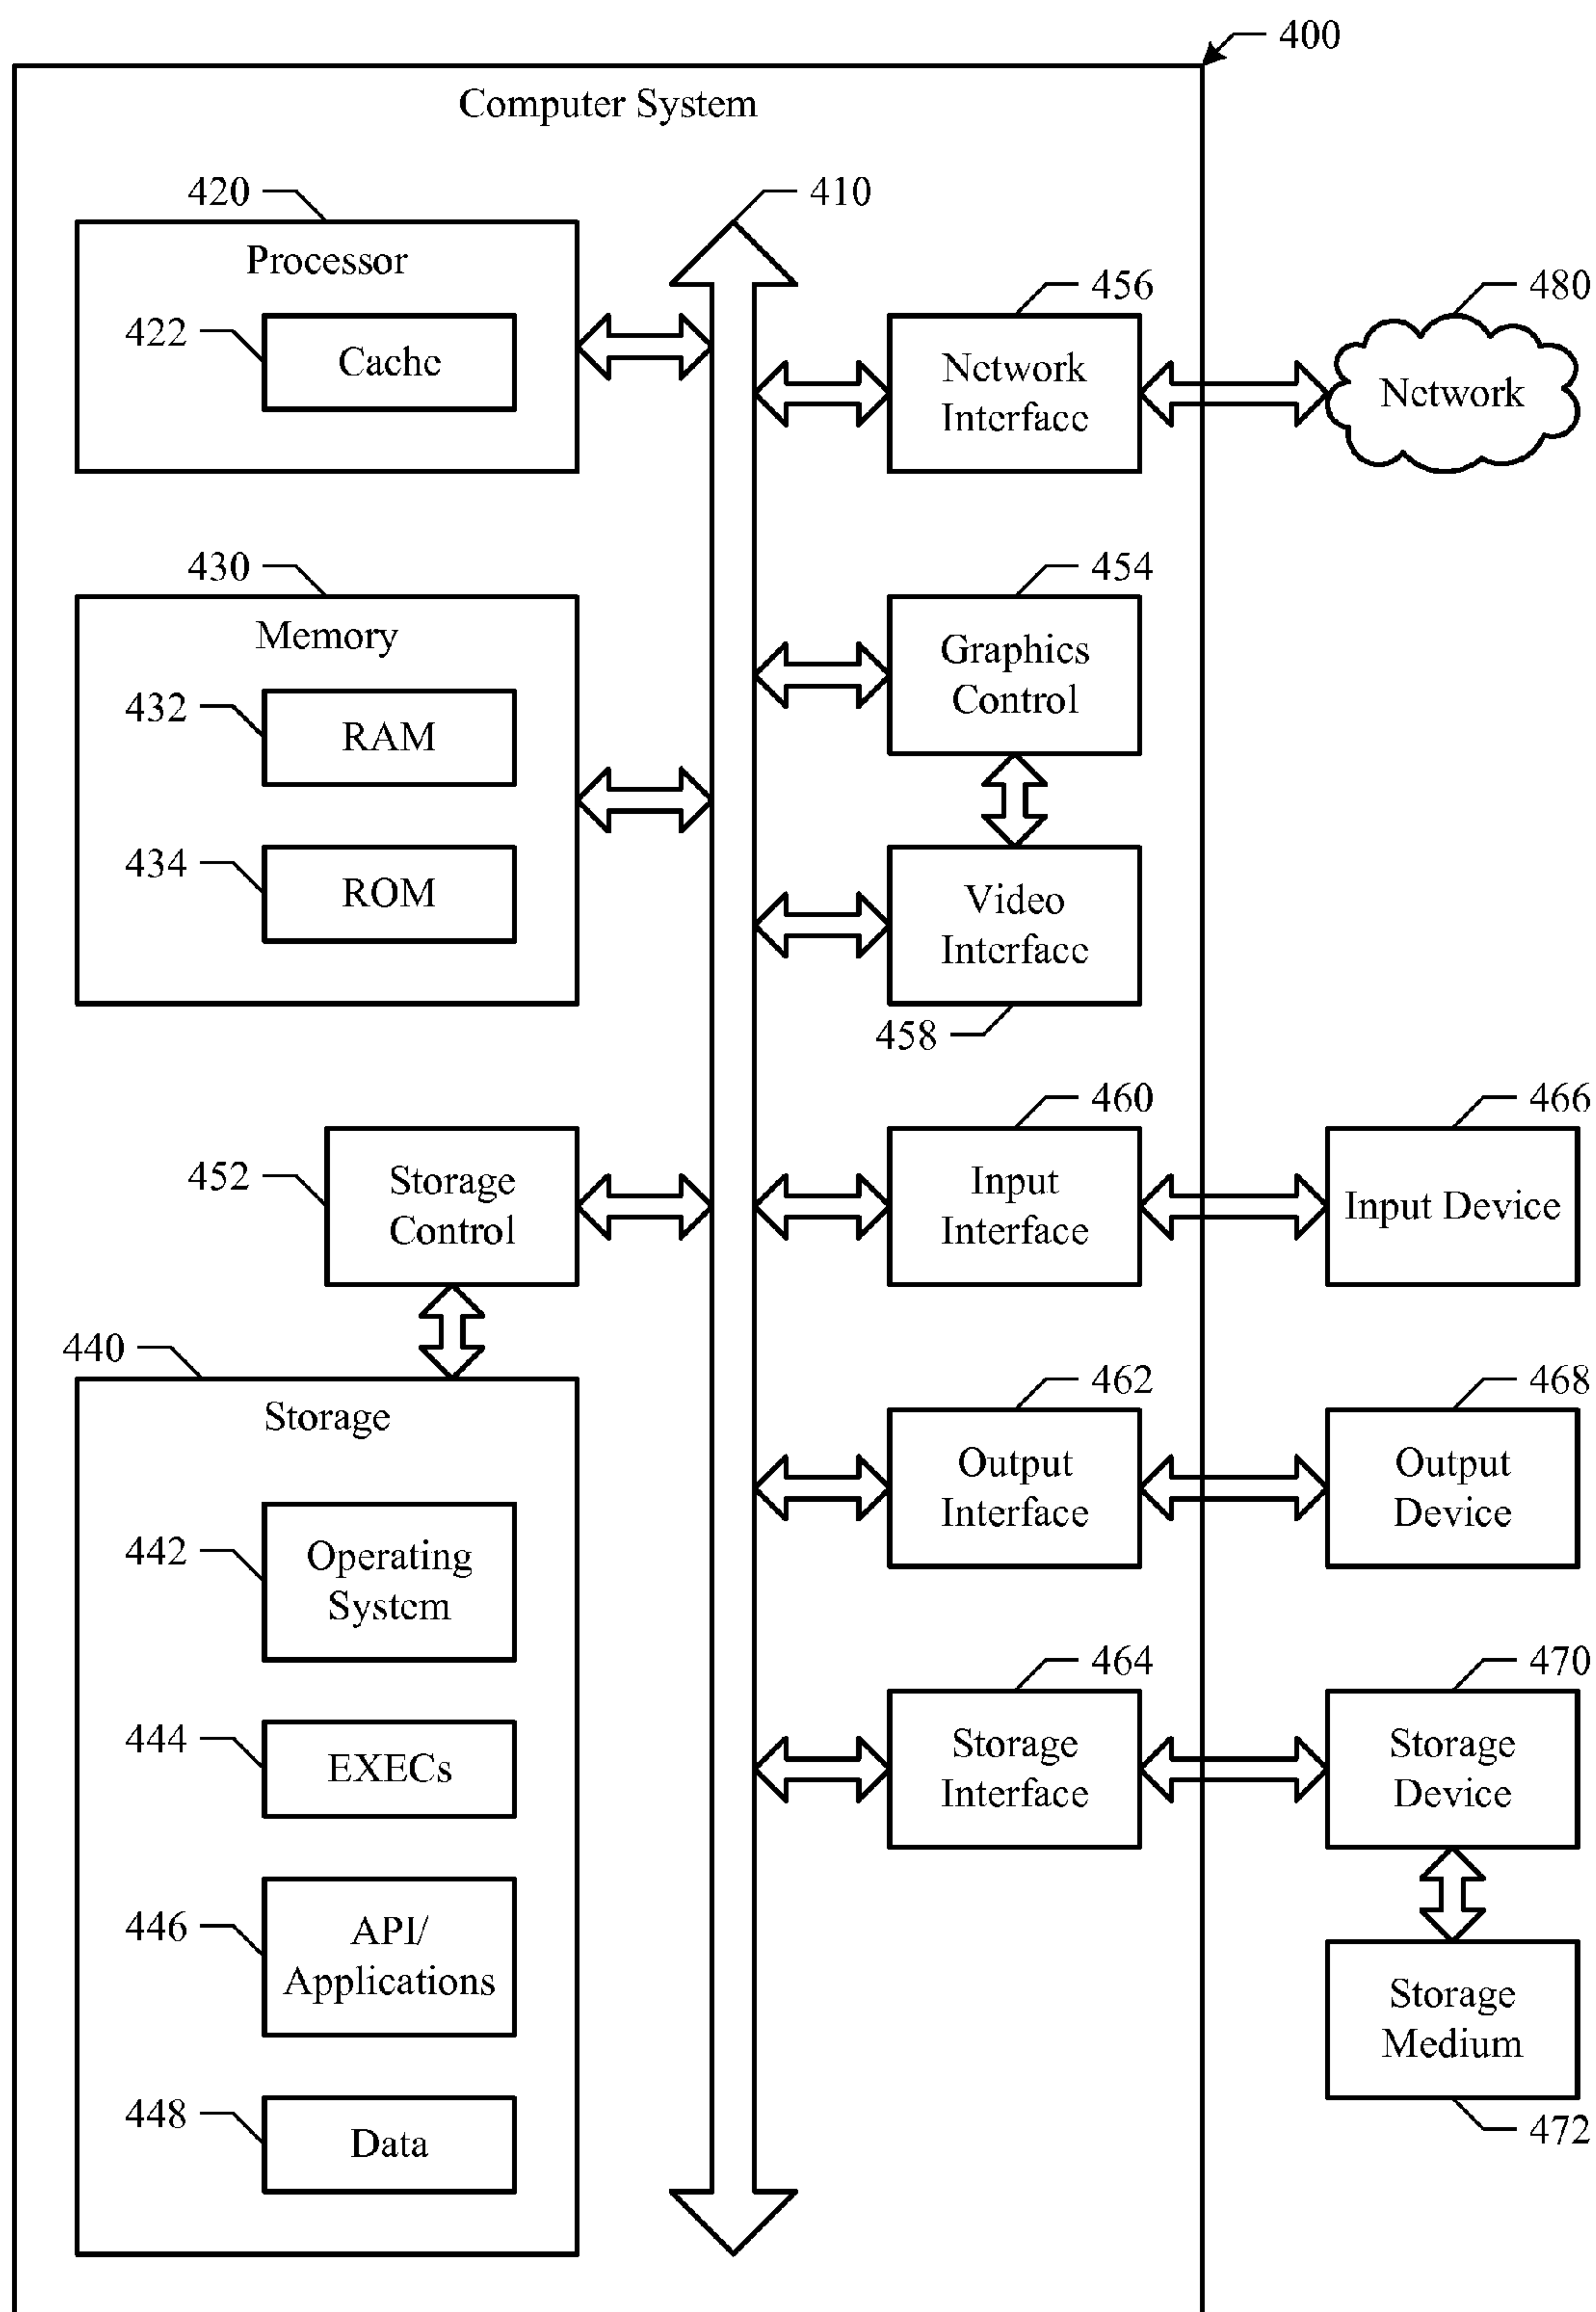 400
Computer System
420
410
Processor
456
480
422
Cache
Network
Interface
Network
430
454
Memory
Graphics
Control
432
RAM
434
ROM
Video
Interface
458
460
466
452
Storage
Control
Input
Interface
Input Device
440
462
468
Storage
Output
Interface
Output
Device
442
Operating
System
464
470
444
EXECs
Storage
Interface
Storage
Device
446
API/
Applications
Storage
Medium
448
Data
472